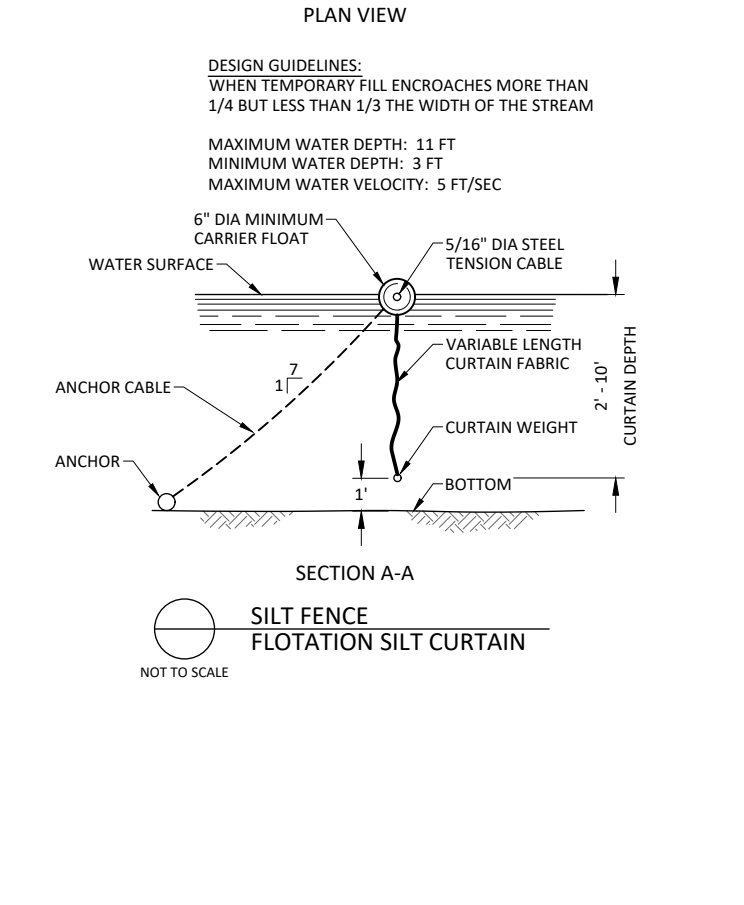 PLAN VIEW
DESIGN GUIDELINES:
WHEN TEMPORARY FILL ENCROACHES MORE THAN
1/4 BUT LESS THAN 1/3 THE WIDTH OF THE STREAM
MAXIMUM WATER DEPTH: 11 FT
MINIMUM WATER DEPTH: 3 FT
MAXIMUM WATER VELOCITY: 5 FT/SEC
6" DIA MINIMUM
CARRIER FLOAT
5/16" DIA STEEL
TENSION CABLE
WATER SURFACE
VARIABLE LENGTH
CURTAIN FABRIC
2' - 10'
CURTAIN DEPTH
7
1
ANCHOR CABLE
CURTAIN WEIGHT
ANCHOR
1'
BOTTOM
SECTION A-A
SILT FENCE
FLOTATION SILT CURTAIN
NOT TO SCALE